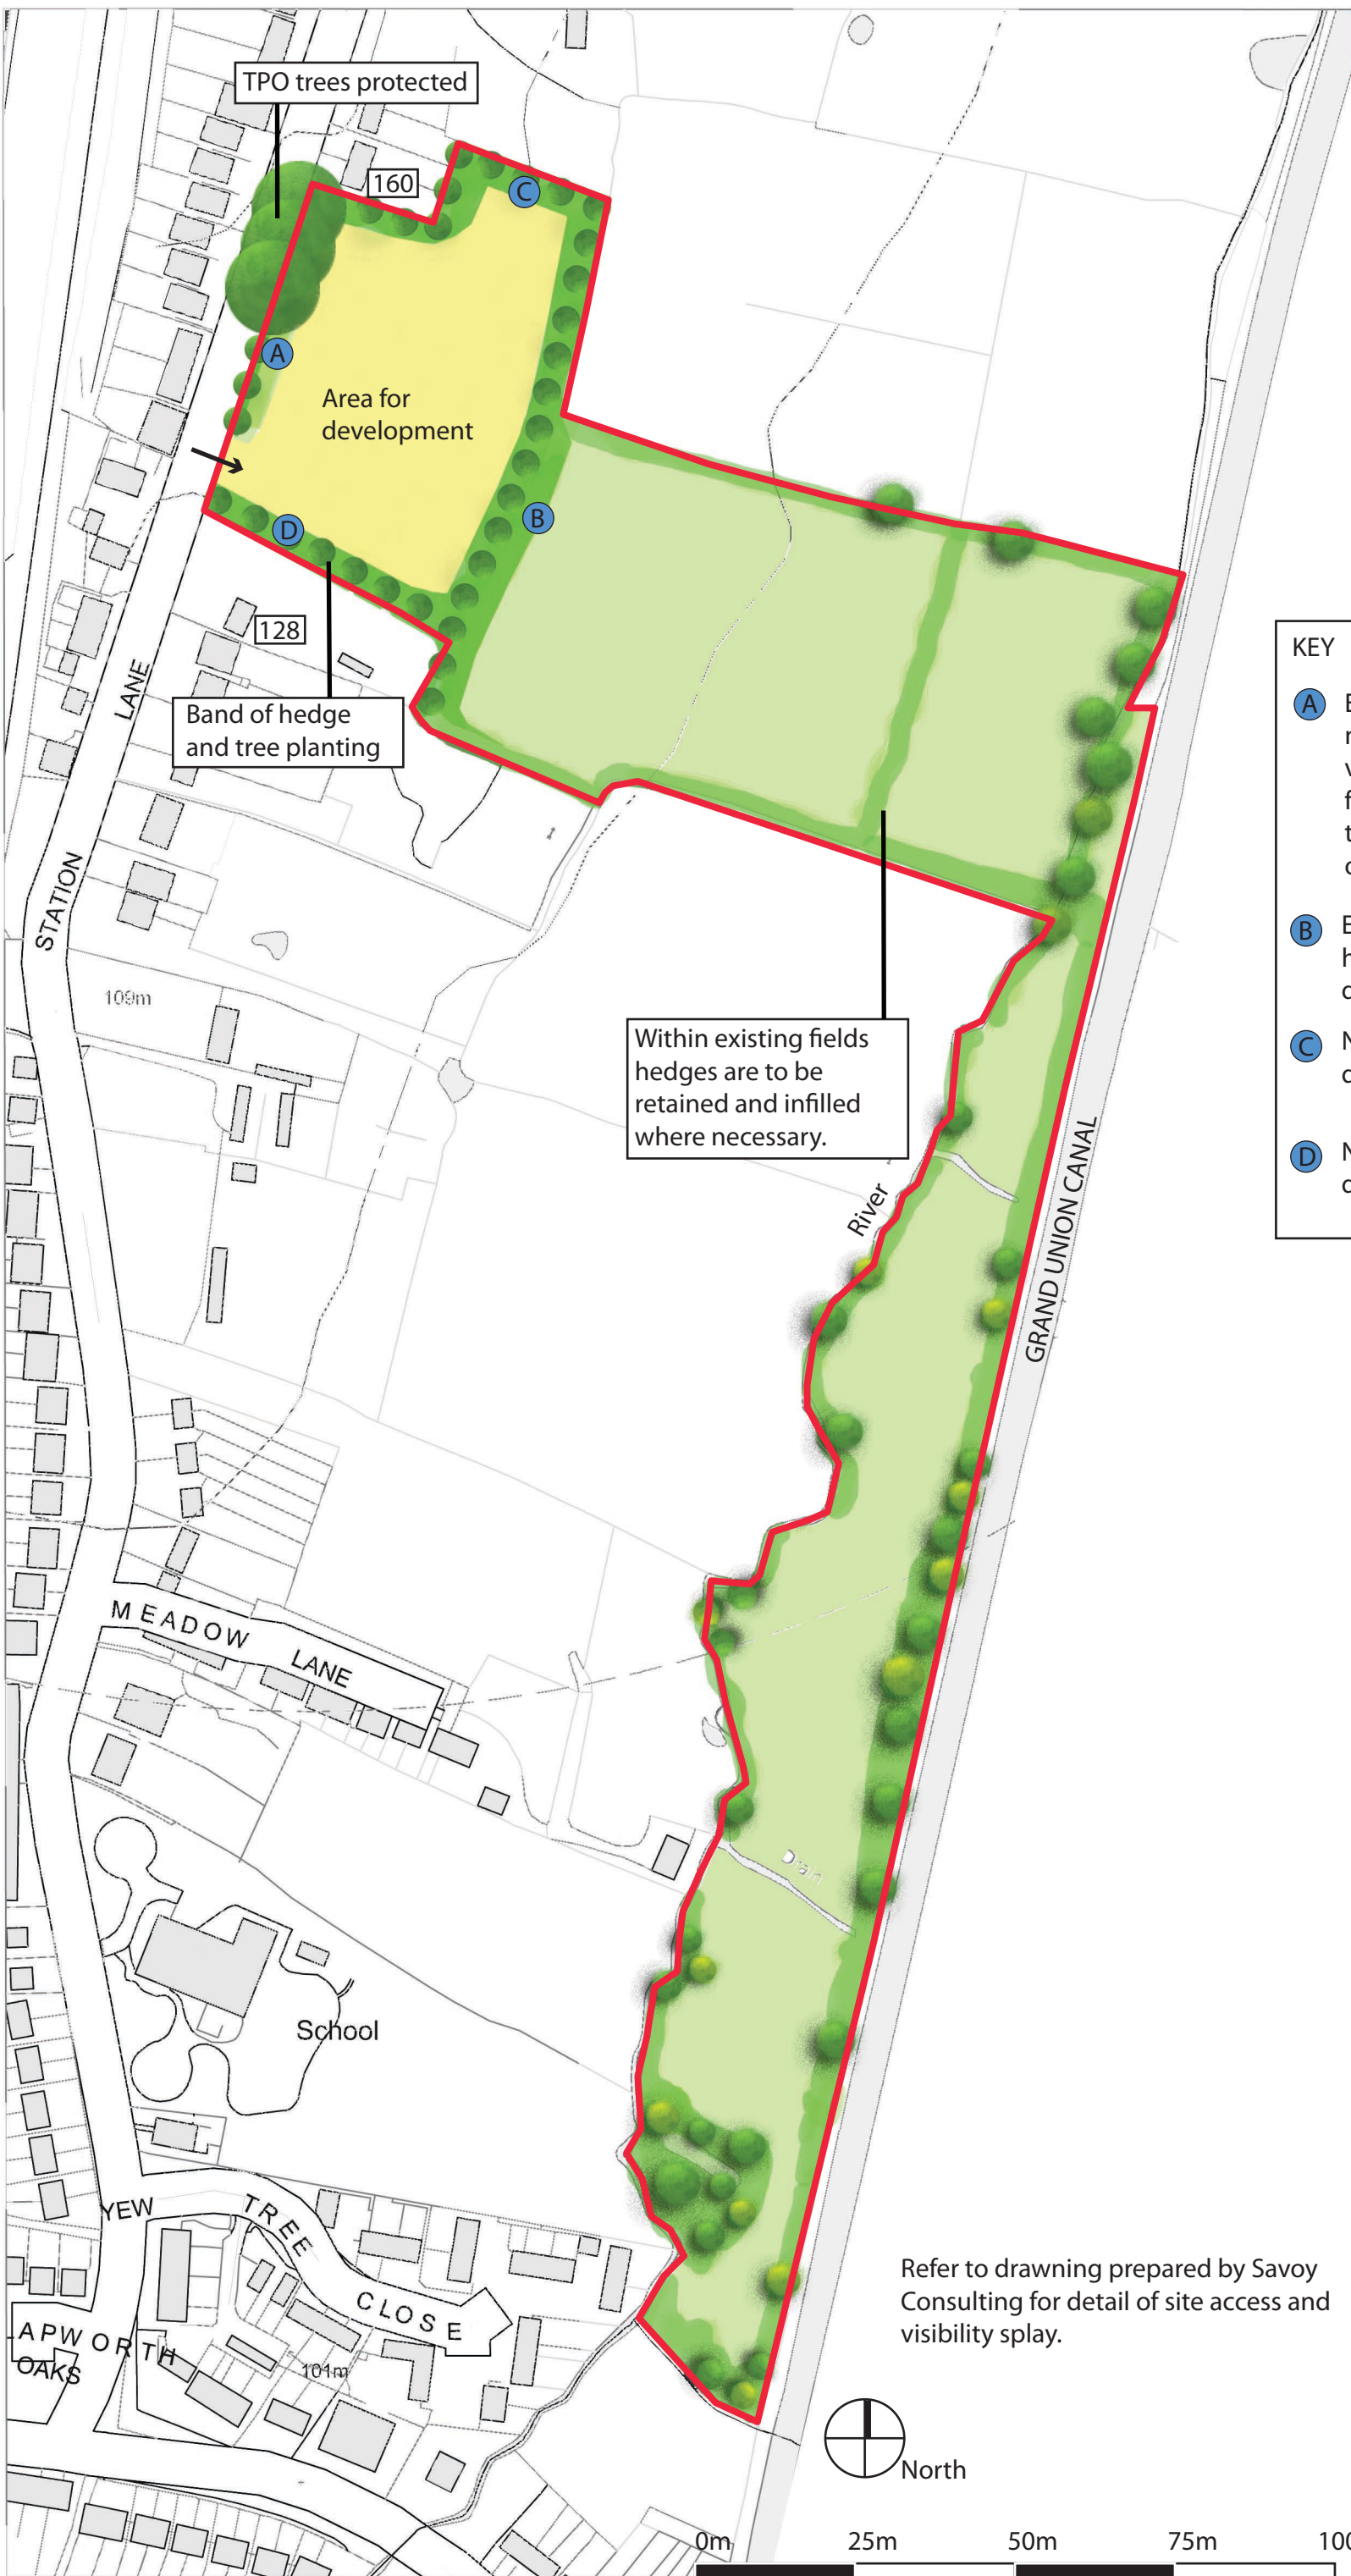 TPO trees protected
160
C
A
Area for
development
B
D
128
LANE
Band of hedge
and tree planting
STATION
109m
Within existing fields
hedges are to be
retained and infilled
where necessary.
River
GRAND UNION CANAL
KEY
A
B
C
D
MEADOW LANE
Drain
School
YEW TREE CLOSE
APWORTH
OAKS
101m
Refer to drawning prepared by Savoy
Consulting for detail of site access and
visibility splay.
North
0m 25m 50m 75m